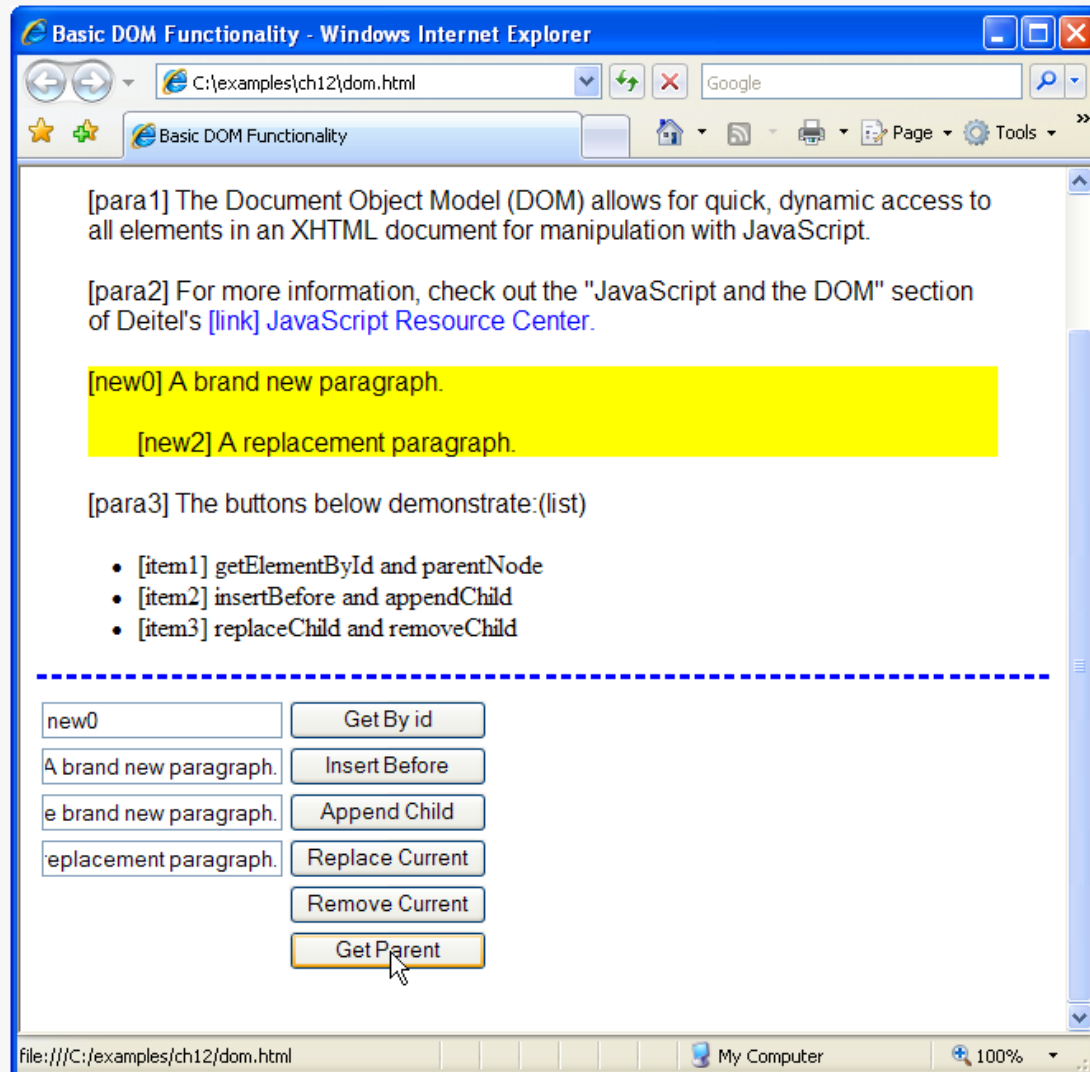 Basic DOM Functionality - Windows Internet Explorer
C:\examples\ch12\dom.html
Google
Basic DOM Functionality
Page
Tools
»
[para1] The Document Object Model (DOM) allows for quick, dynamic access to
all elements in an XHTML document for manipulation with JavaScript.
[para2] For more information, check out the "JavaScript and the DOM" section
of Deitel's [link] JavaScript Resource Center.
[new0] A brand new paragraph.
[new2] A replacement paragraph.
[para3] The buttons below demonstrate:(list)
• [item1] getElementById and parentNode
• [item2] insertBefore and appendChild
• [item3] replaceChild and removeChild
new0 Get By id
A brand new paragraph. Insert Before
e brand new paragraph. Append Child
eplacement paragraph. Replace Current
Remove Current
Get Parent
file:///C:/examples/ch12/dom.html My Computer 100%